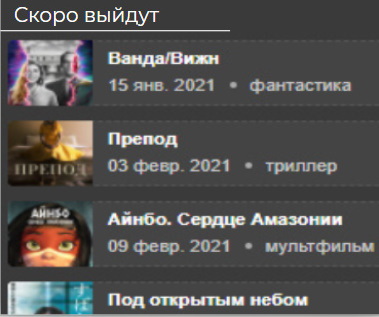 Скоро выйдут
Ванда/Вижн
15 янв. 2021 • фантастика
Препод
03 февр. 2021 • триллер
ПРЕПОД
Айнбо. Сердце Амазонии
09 февр. 2021 • мультфильм
АЙНБО
Под открытым небом